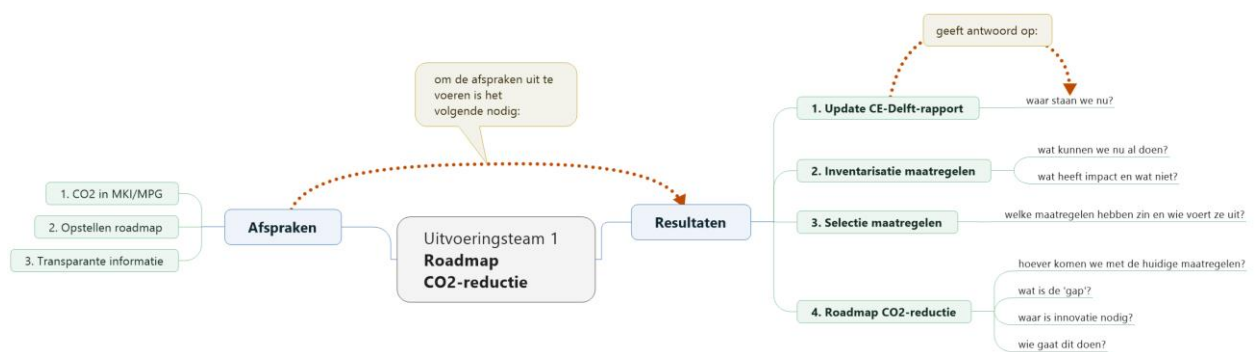 geeft antwoord op:
om de afspraken uit te
voeren is het
volgende nodig:
1. CO2 in MKI/MPG
2. Opstellen roadmap
3. Transparante informatie
Afspraken
Uitvoeringsteam 1
Roadmap
CO2-reductie
Resultaten
1. Update CE-Delft-rapport
waar staan we nu?
2. Inventarisatie maatregelen
wat kunnen we nu al doen?
wat heeft impact en wat niet?
3. Selectie maatregelen
welke maatregelen hebben zin en wie voert ze uit?
4. Roadmap CO2-reductie
hoever komen we met de huidige maatregelen?
wat is de 'gap'?
waar is innovatie nodig?
wie gaat dit doen?